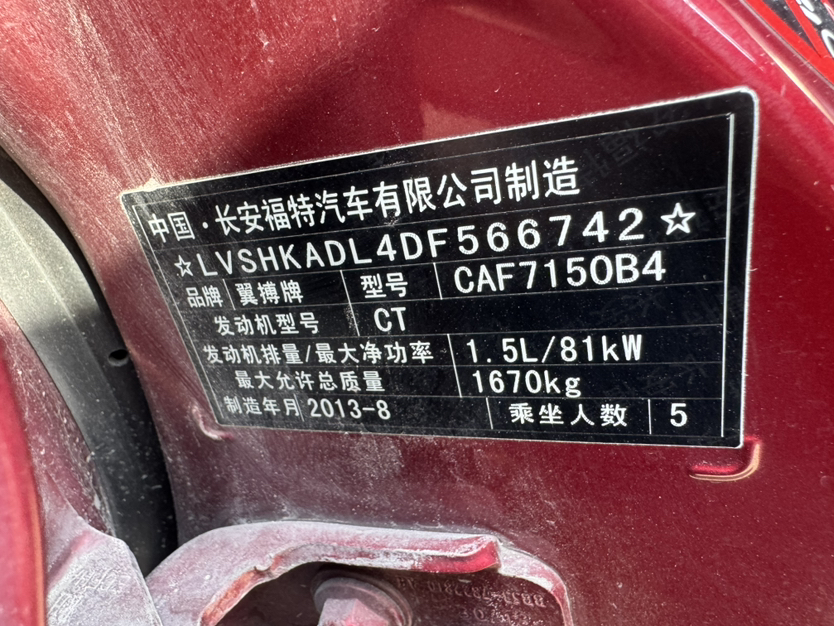 中国·长安福特汽车有限公司制造
☆LVSHKADL4DF566742☆
品牌 翼搏牌 型号 CAF7150B4
发动机型号 CT
发动机排量/最大净功率 1.5L/81kW
最大允许总质量 1670kg
制造年月 2013-8 乘坐人数 5